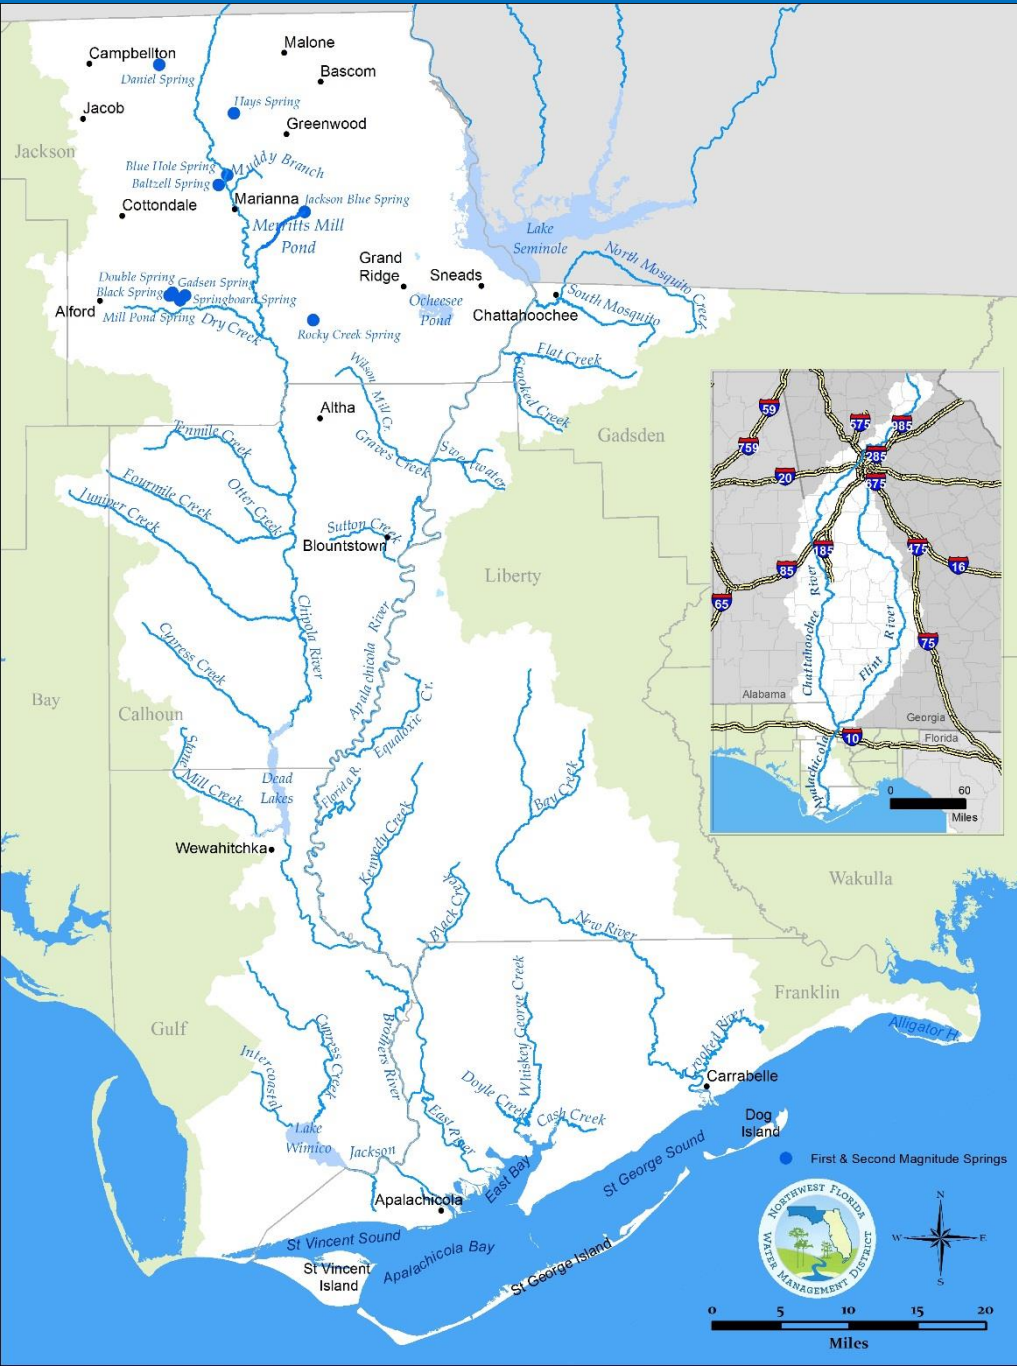 Malone
Campbellton
Bascom
Daniel Spring
Hays Spring
Jacob
Greenwood
Jackson
Blue Hole Spring
Muddy Branch
Baltzell Spring
Marianna
Jackson Blue Spring
Cottondale
Merritts Mill
Pond
Lake
Seminole
North Mosquito Creek
Grand
Ridge
Sneads
Double Spring
Gadsen Spring
Black Spring
Springboard Spring
Alford
Mill Pond Spring
Dry Creek
Rocky Creek Spring
Ocheesee
Pond
South Mosquito
Chattahoochee
Flat Creek
Crooked Creek
Wilson Mill Cr.
Altha
Gadsden
Tenmile Creek
Graves Creek
Sweetwater
Fourmile Creek
Otter Creek
Juniper Creek
Sutton Creek
Blountstown
Liberty
Chipola River
Apalachicola River
Cypress Creek
Bay
Calhoun
Equaloxic Cr.
Stone
Mill Creek
Dead
Lakes
Florida R.
Bay Creek
Kennedy Creek
Wewahitchka
Black Creek
New River
Wakulla
Whiskey George Creek
Franklin
Gulf
Cypress Creek
Brothers River
Crooked River
Alligator H.
Intercoastal
Doyle Creek
Cash Creek
Carrabelle
East River
Lake
Wimico
Jackson
Dog
Island
East Bay
St George Sound
Apalachicola
St Vincent Sound
Apalachicola Bay
St Vincent
Island
St George Island
59
575
985
759
285
20
675
185
475
85
16
65
75
Chattahoochee River
Flint River
Alabama
Georgia
10
Florida
Apalachicola
0 60
Miles
First & Second Magnitude Springs
NORTHWEST FLORIDA
WATER MANAGEMENT DISTRICT
N
W E
S
0 5 10 15 20
Miles